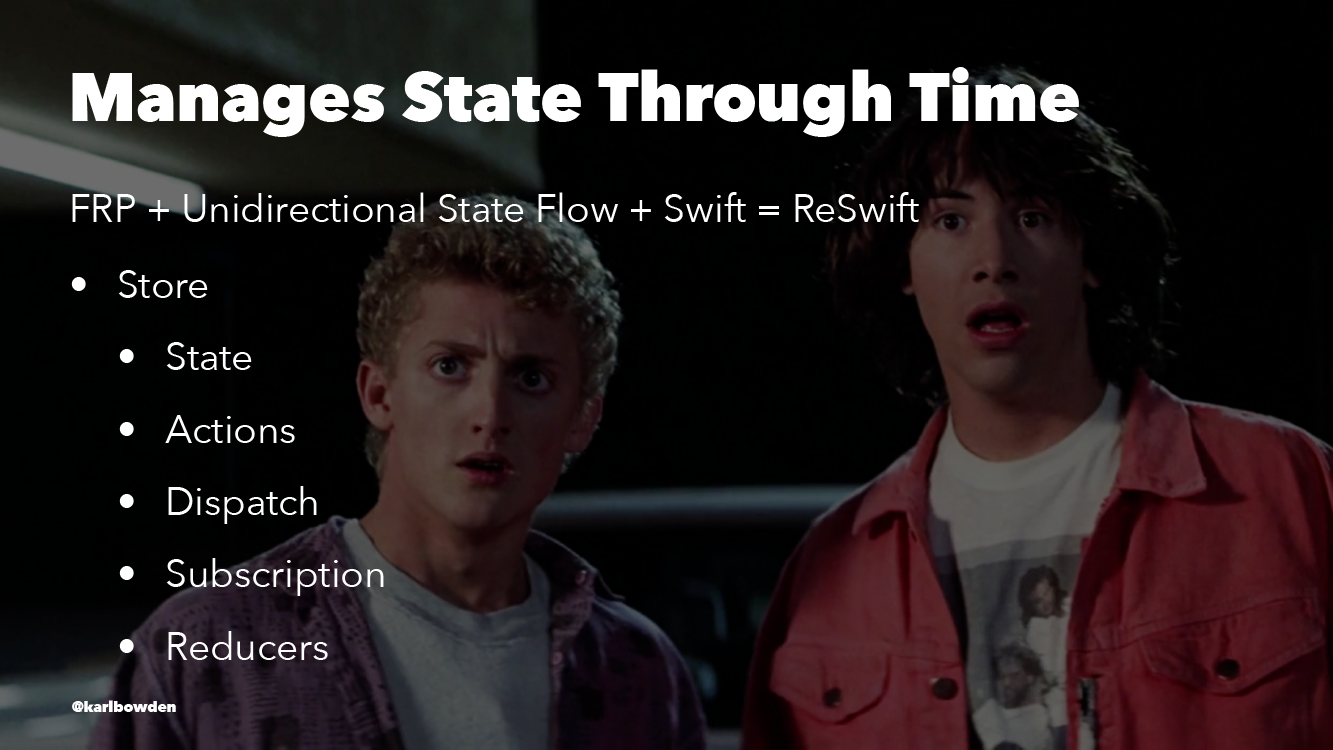 Manages State Through Time
FRP + Unidirectional State Flow + Swift = ReSwift
• Store
• State
• Actions
• Dispatch
• Subscription
• Reducers
@karlbowden